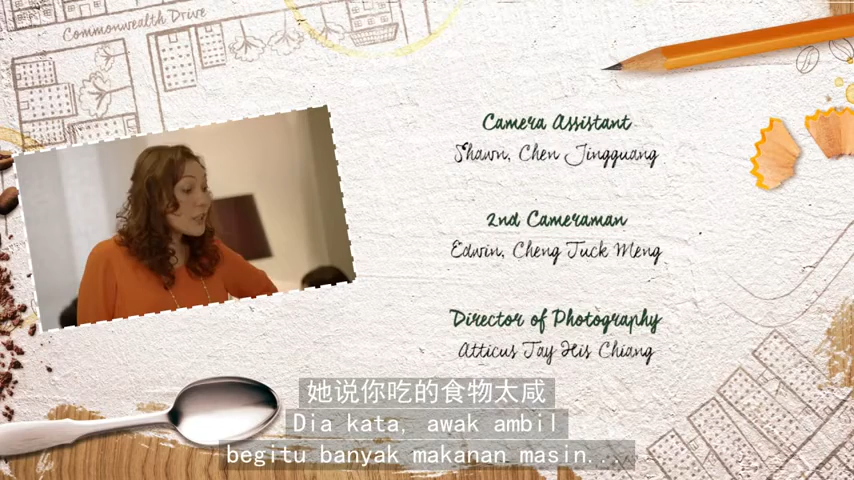 Commonwealth Drive
Camera Assistant
Shawn, Chen Jingguang
2nd Cameraman
Edwin, Cheng Tuck Meng
Director of Photography
Atticus Tay His Chiang
她说你吃的食物太咸
Dia kata, awak ambil
begitu banyak makanan masin...